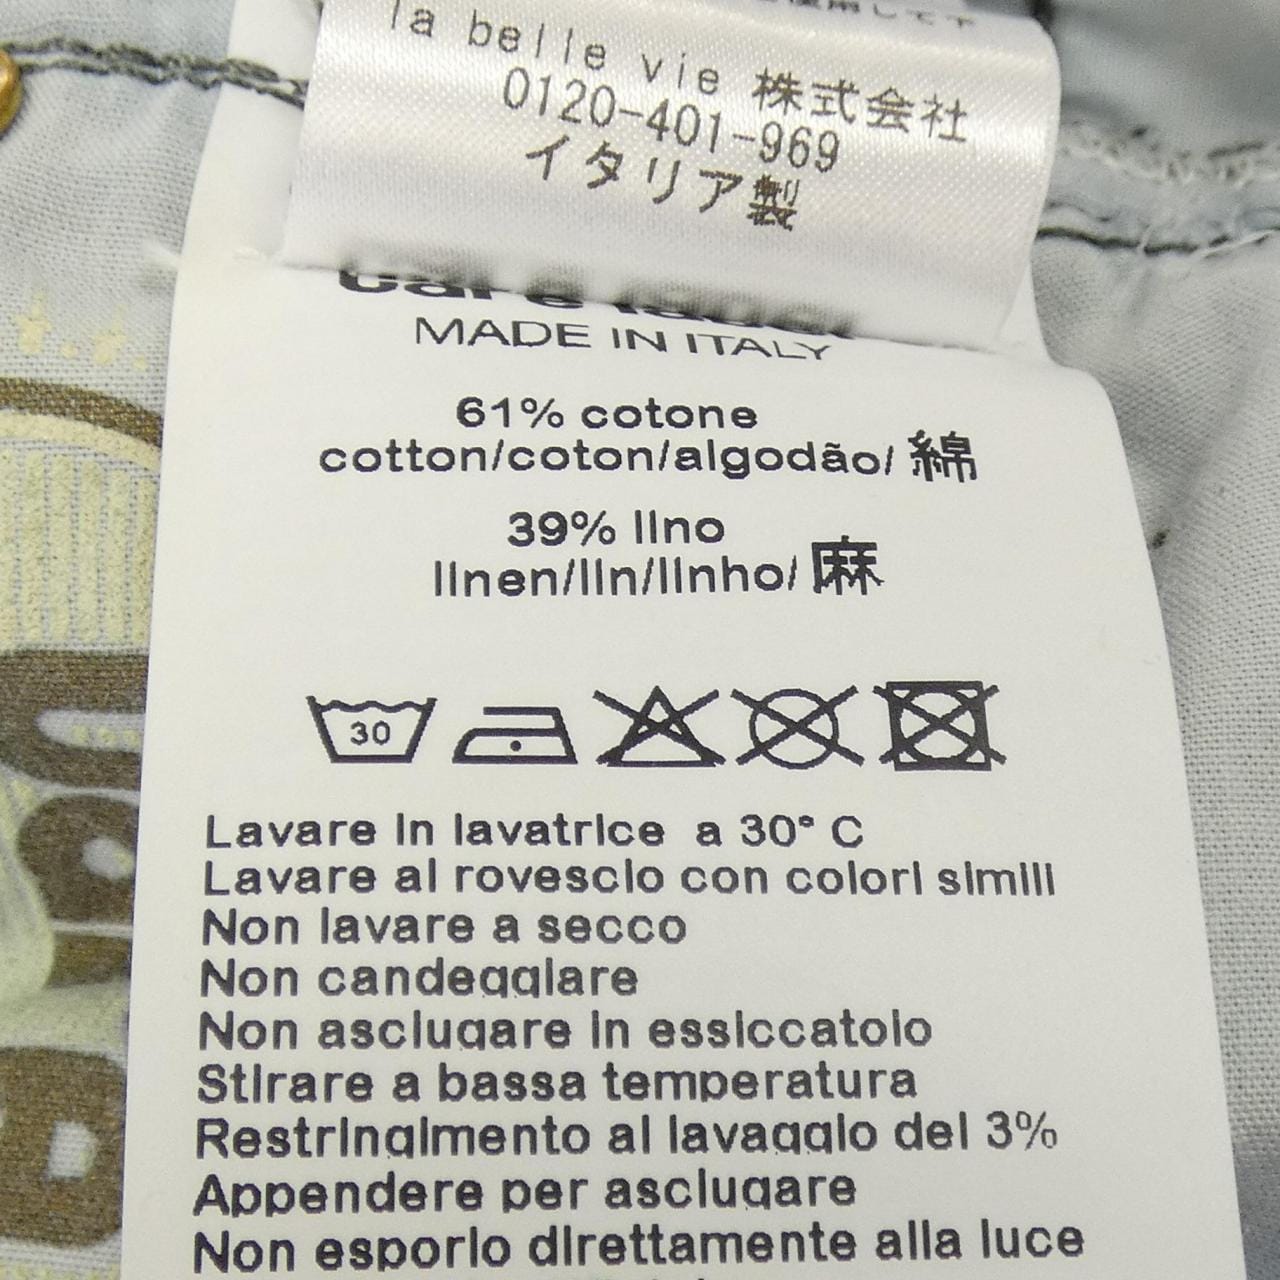 la belle vie 株式会社
0120-401-969
イタリア製
MADE IN ITALY
61% cotone
cotton/coton/algodão/ 綿
39% lino
linen/lin/linho/ 麻
30
Lavare in lavatrice a 30° C
Lavare al rovescio con colori simili
Non lavare a secco
Non candeggiare
Non asciugare in essiccatoio
Stirare a bassa temperatura
Restringimento al lavaggio del 3%
Appendere per asciugare
Non esporlo direttamente alla luce